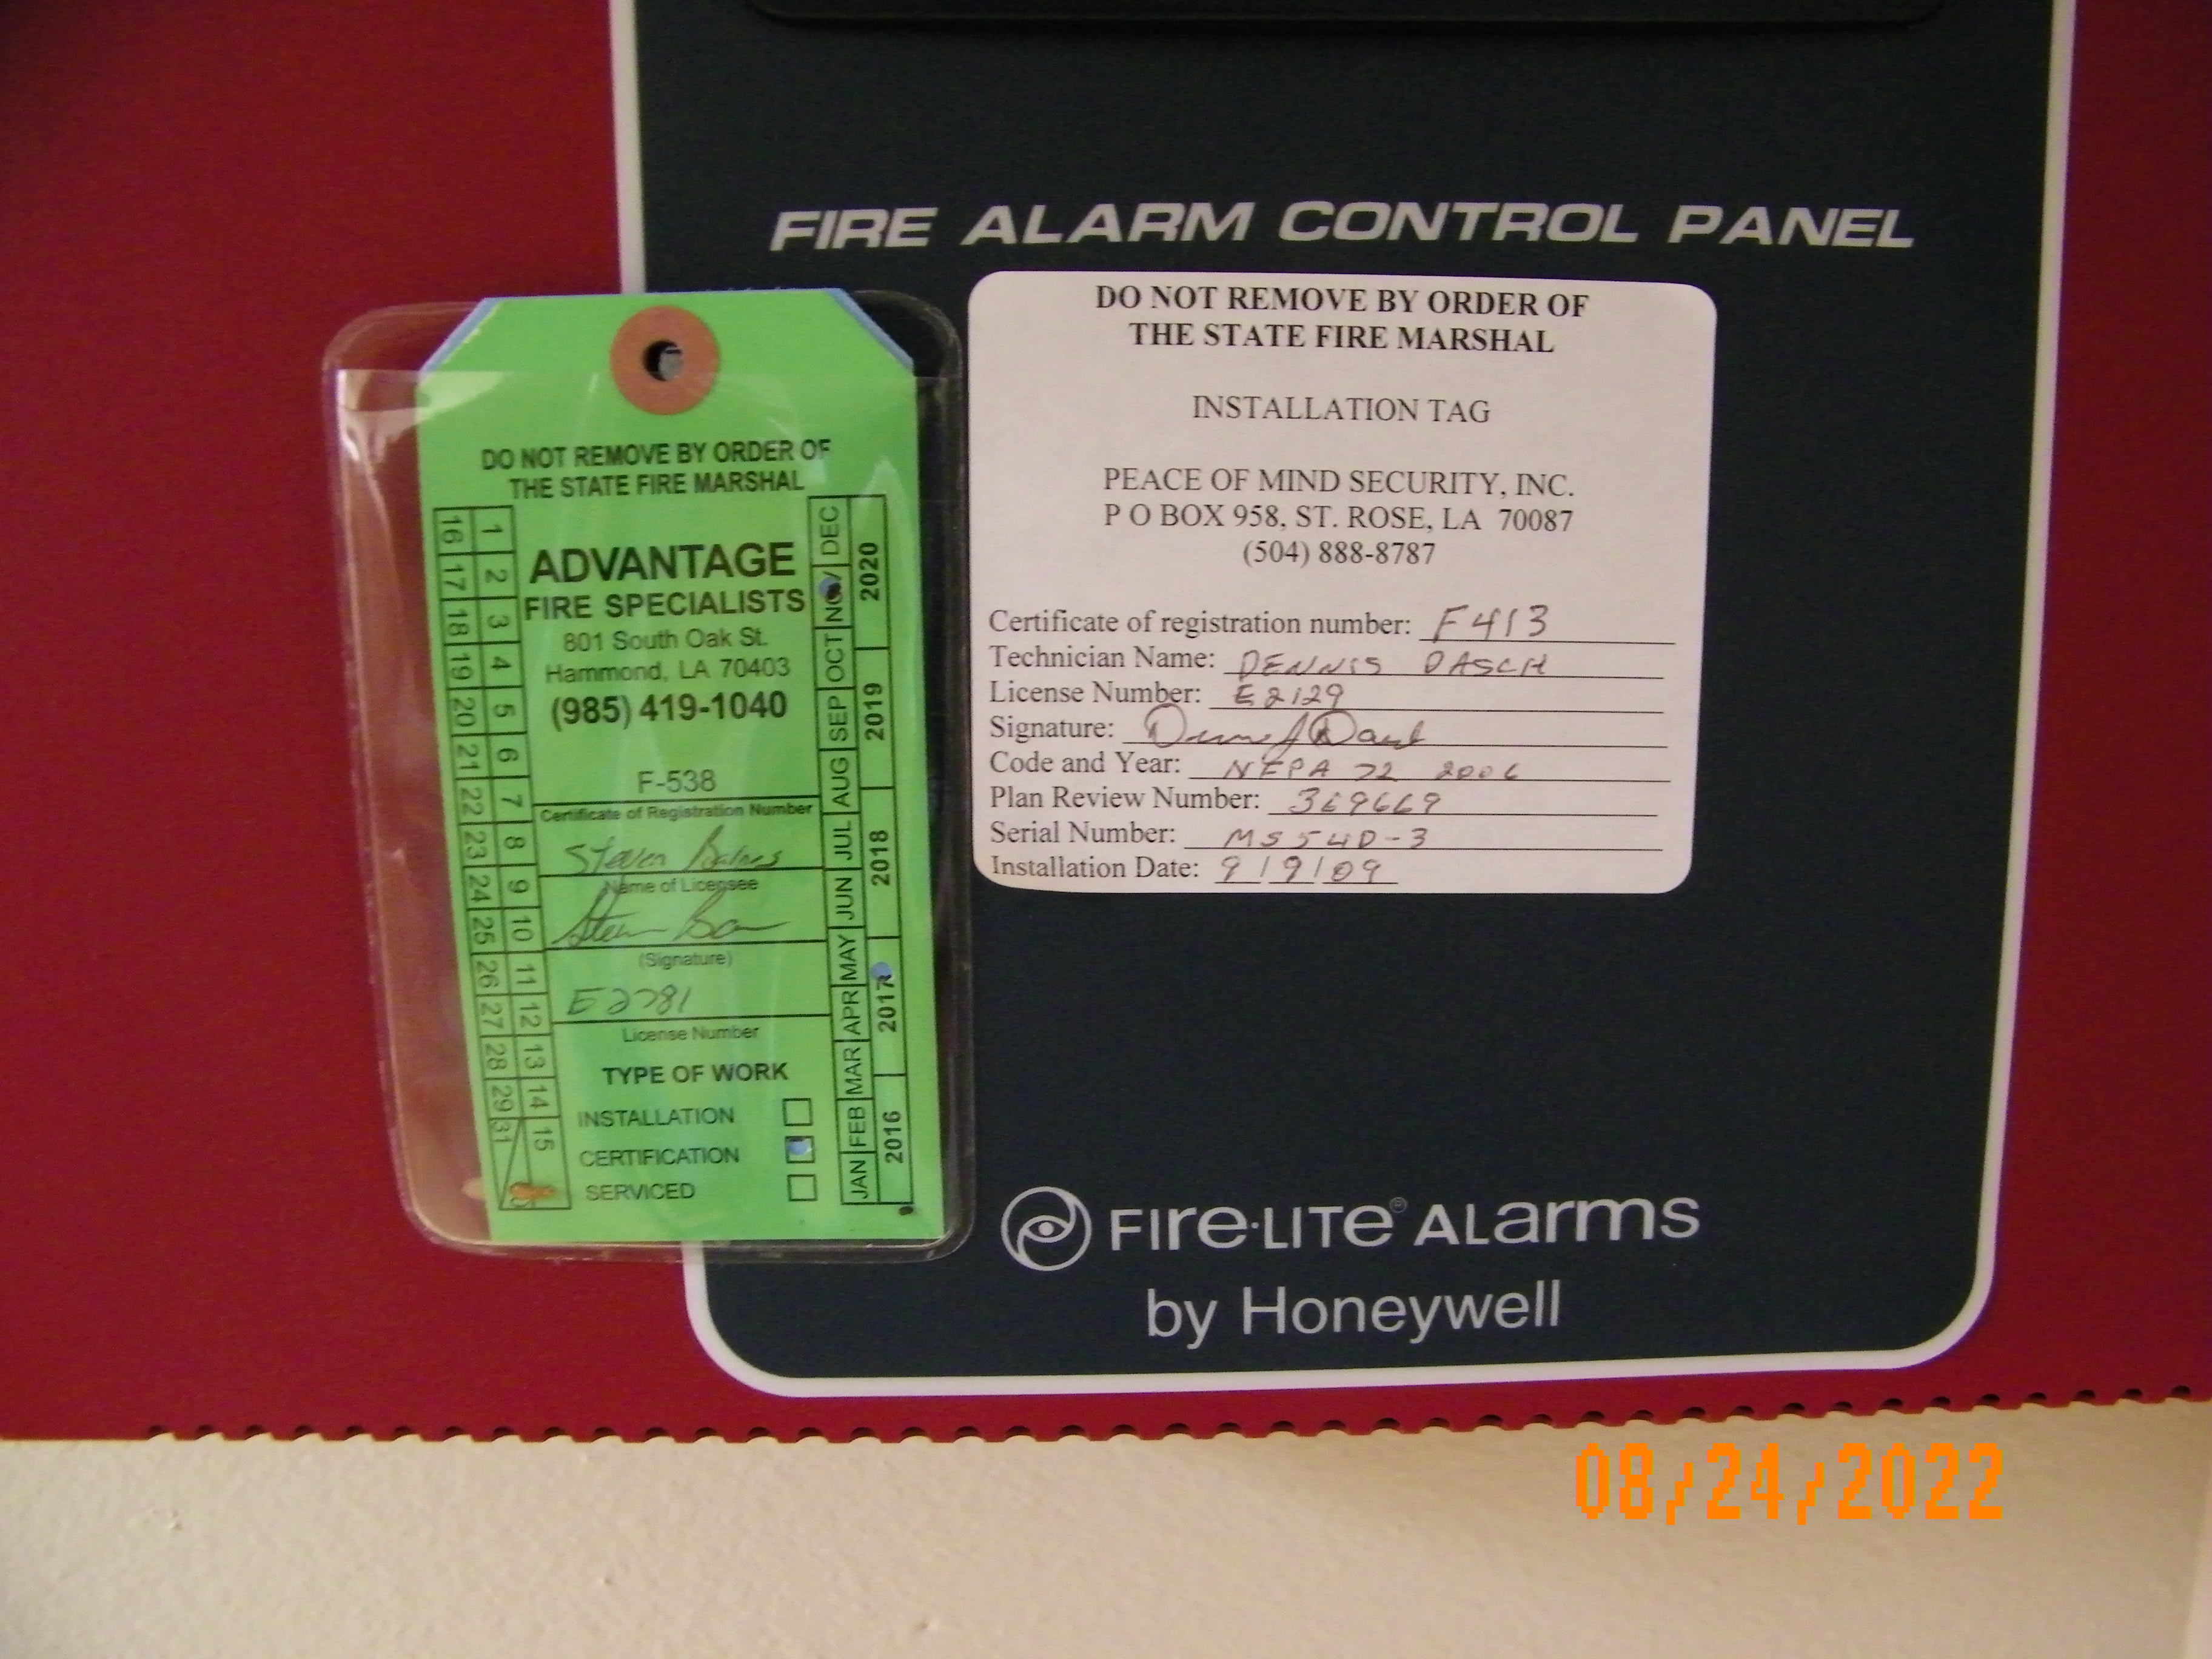 FIRE ALARM CONTROL PANEL
DO NOT REMOVE BY ORDER OF
THE STATE FIRE MARSHAL
INSTALLATION TAG
PEACE OF MIND SECURITY, INC.
P O BOX 958, ST. ROSE, LA 70087
(504) 888-8787
Certificate of registration number: F413
Technician Name: DENNIS DASCH
License Number: E2129
Signature:
Code and Year: NFPA 72 2006
Plan Review Number: 369669
Serial Number: MS54D-3
Installation Date: 9/9/09
DO NOT REMOVE BY ORDER OF
THE STATE FIRE MARSHAL
ADVANTAGE
FIRE SPECIALISTS
801 South Oak St.
Hammond, LA 70403
(985) 419-1040
F-538
Certificate of Registration Number
Steven
Name of Licensee
(Signature)
E2781
License Number
TYPE OF WORK
INSTALLATION
CERTIFICATION
SERVICED
1 2 3 4 5 6 7 8 9 10 11 12 13 14 15
16 17 18 19 20 21 22 23 24 25 26 27 28 29 31
JAN FEB MAR APR MAY JUN JUL AUG SEP OCT NOV DEC
2016 2017 2018 2019 2020
FIRE-LITE® ALARMS
by Honeywell
08/24/2022